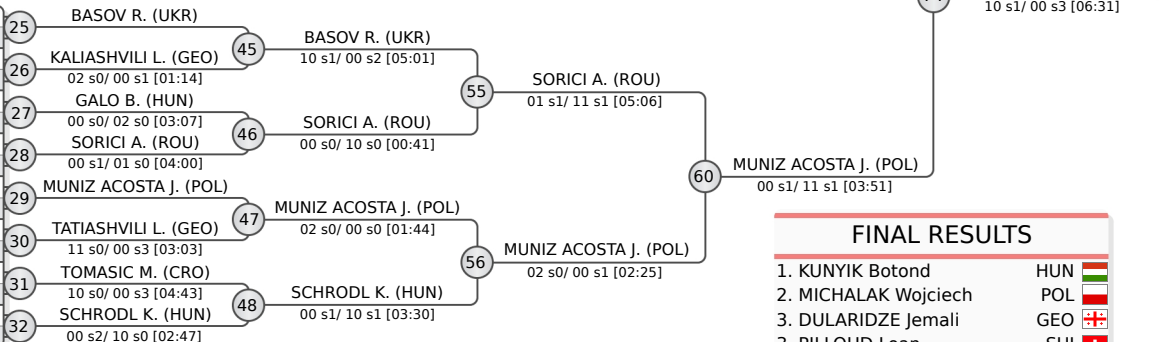 10 s1/ 00 s3 [06:31]
25
BASOV R. (UKR)
26
KALIASHVILI L. (GEO)
02 s0/ 00 s1 [01:14]
45
BASOV R. (UKR)
10 s1/ 00 s2 [05:01]
27
GALO B. (HUN)
00 s0/ 02 s0 [03:07]
28
SORICI A. (ROU)
00 s1/ 01 s0 [04:00]
46
SORICI A. (ROU)
00 s0/ 10 s0 [00:41]
55
SORICI A. (ROU)
01 s1/ 11 s1 [05:06]
29
MUNIZ ACOSTA J. (POL)
30
TATIASHVILI L. (GEO)
11 s0/ 00 s3 [03:03]
47
MUNIZ ACOSTA J. (POL)
02 s0/ 00 s0 [01:44]
31
TOMASIC M. (CRO)
10 s0/ 00 s3 [04:43]
32
SCHRODL K. (HUN)
00 s2/ 10 s0 [02:47]
48
SCHRODL K. (HUN)
00 s1/ 10 s1 [03:30]
56
MUNIZ ACOSTA J. (POL)
02 s0/ 00 s1 [02:25]
60
MUNIZ ACOSTA J. (POL)
00 s1/ 11 s1 [03:51]
FINAL RESULTS
1. KUNYIK Botond HUN
2. MICHALAK Wojciech POL
3. DULARIDZE Jemali GEO